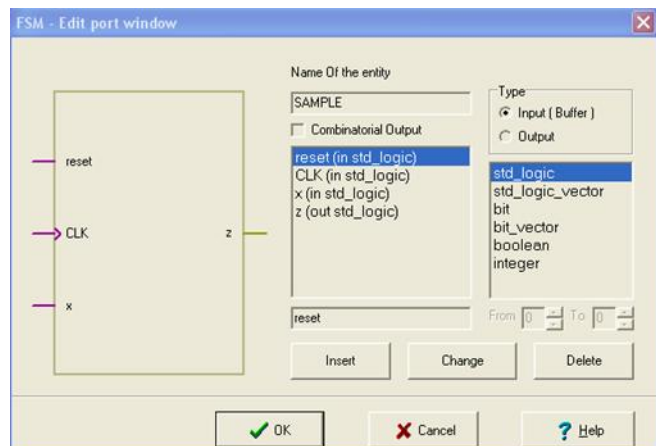 FSM - Edit port window
Name Of the entity
SAMPLE
Combinatorial Output
reset (in std_logic)
CLK (in std_logic)
x (in std_logic)
z (out std_logic)
reset
Type
Input ( Buffer )
Output
std_logic
std_logic_vector
bit
bit_vector
boolean
integer
From 0 To 0
reset
CLK
z
x
Insert
Change
Delete
OK
Cancel
? Help